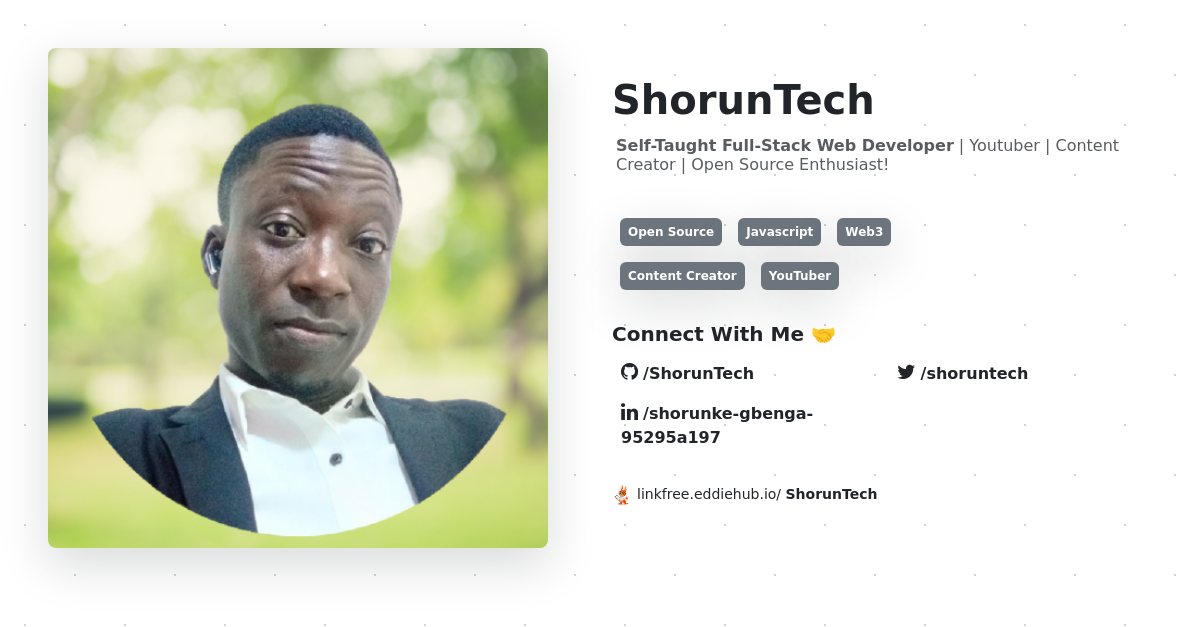 ShorunTech
Self-Taught Full-Stack Web Developer | Youtuber | Content
Creator | Open Source Enthusiast!
Open Source Javascript Web3
Content Creator YouTuber
Connect With Me 🤝
/ShorunTech /shoruntech
/shorunke-gbenga-
95295a197
linkfree.eddiehub.io/ ShorunTech